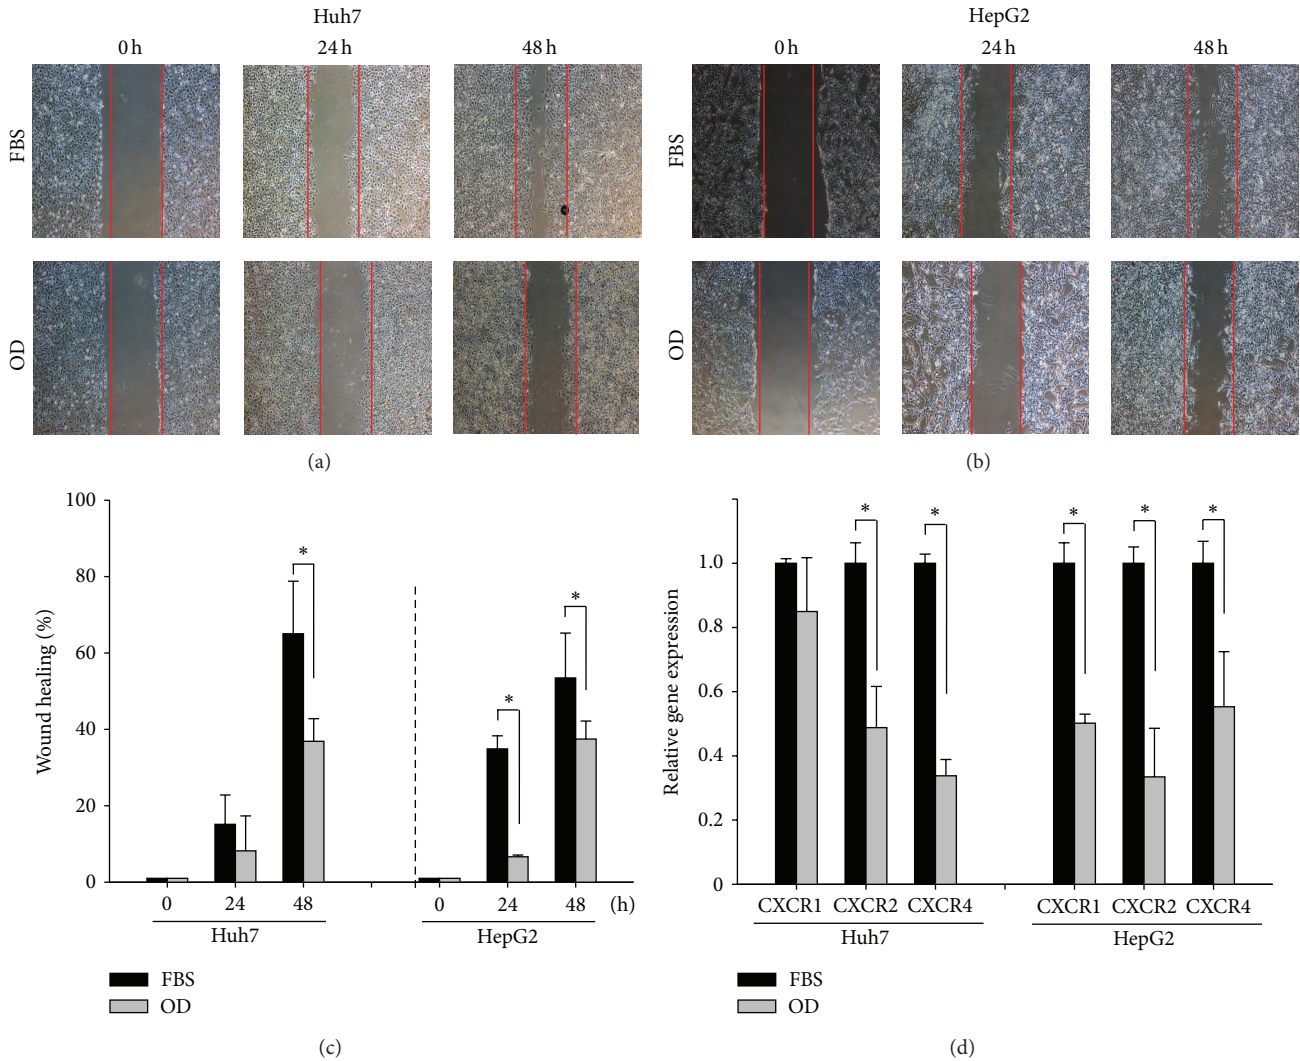 Huh7
0 h 24 h 48 h
FBS
OD
(a)
HepG2
0 h 24 h 48 h
FBS
OD
(b)
Wound healing (%)
100
80
60
40
20
0
* * *
*
0 24 48 0 24 48 (h)
Huh7 HepG2
FBS
OD
(c)
Relative gene expression
1.0
0.8
0.6
0.4
0.2
0
* * * * *
CXCR1 CXCR2 CXCR4 CXCR1 CXCR2 CXCR4
Huh7 HepG2
FBS
OD
(d)